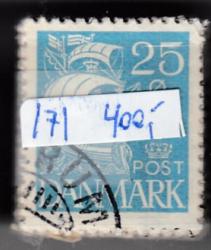 25
171 400,-
POST
DANMARK